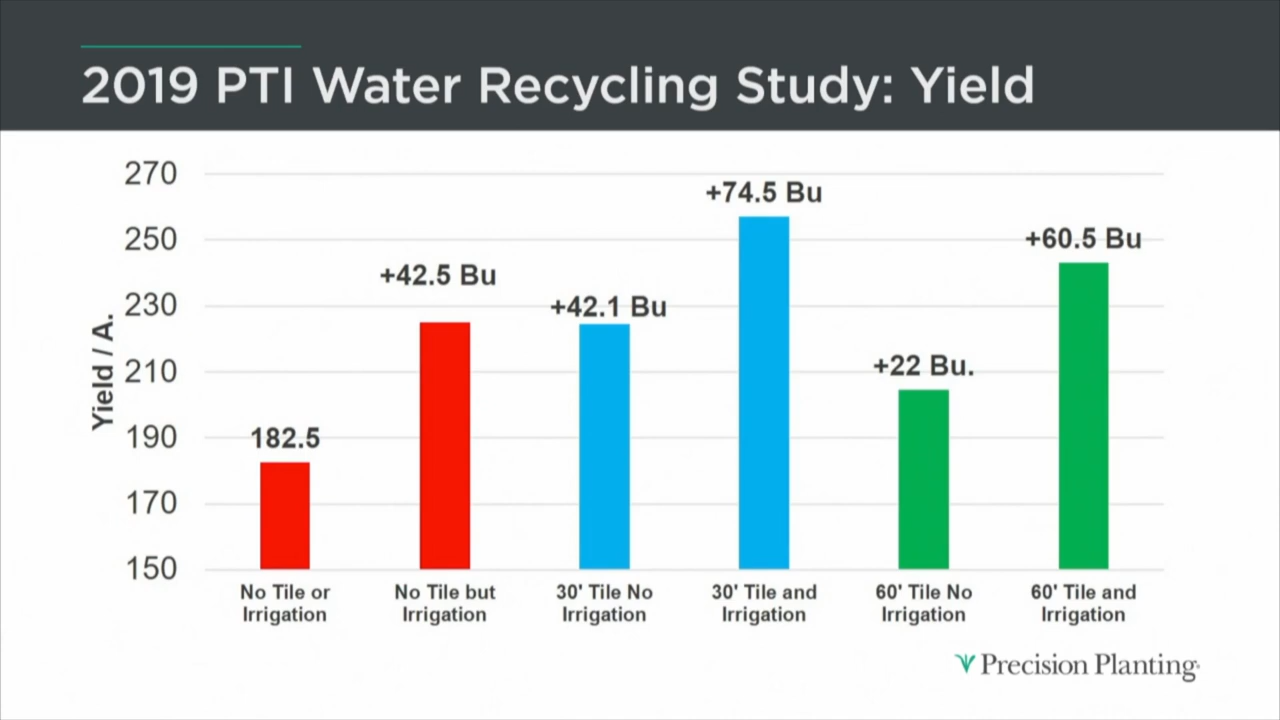 2019 PTI Water Recycling Study: Yield
Yield / A.
270
250
230
210
190
170
150
182.5
+42.5 Bu
+42.1 Bu
+74.5 Bu
+22 Bu.
+60.5 Bu
No Tile or
Irrigation
No Tile but
Irrigation
30' Tile No
Irrigation
30' Tile and
Irrigation
60' Tile No
Irrigation
60' Tile and
Irrigation
Precision Planting